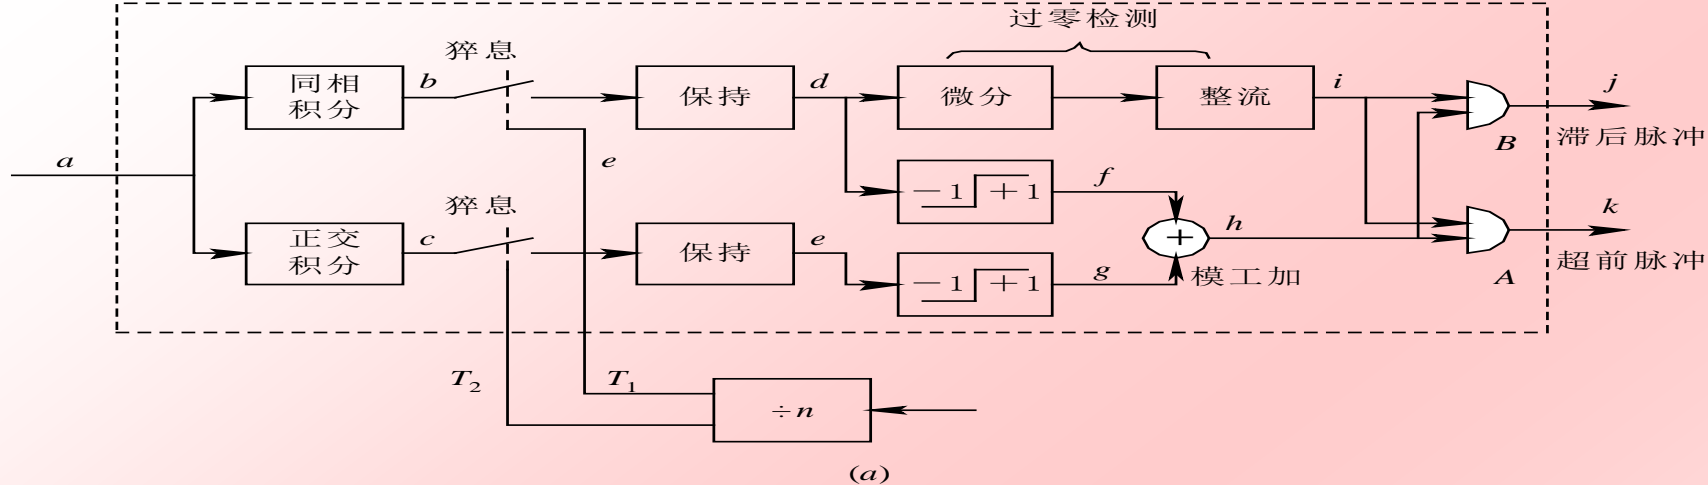 过零检测
猝息
同相
积分
b
保持
d
微分
整流
i
j
滞后脉冲
B
a
e
猝息
－1 ＋1
f
正交
积分
c
保持
e
－1 ＋1
g
+
h
模工加
k
超前脉冲
A
T2
T1
÷n
(a)